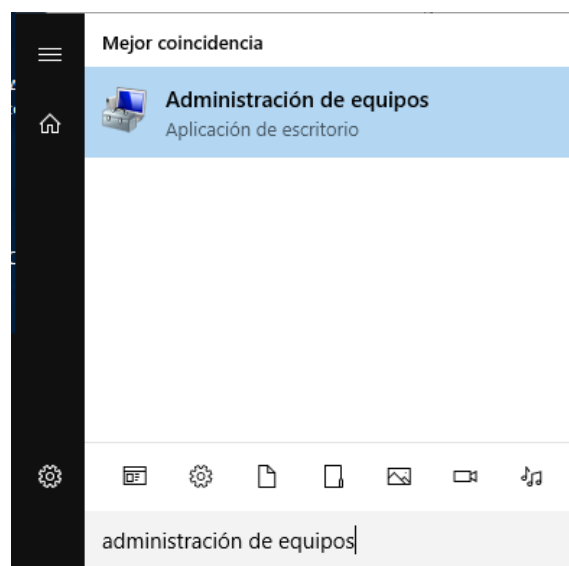 Mejor coincidencia
Administración de equipos
Aplicación de escritorio
administración de equipos